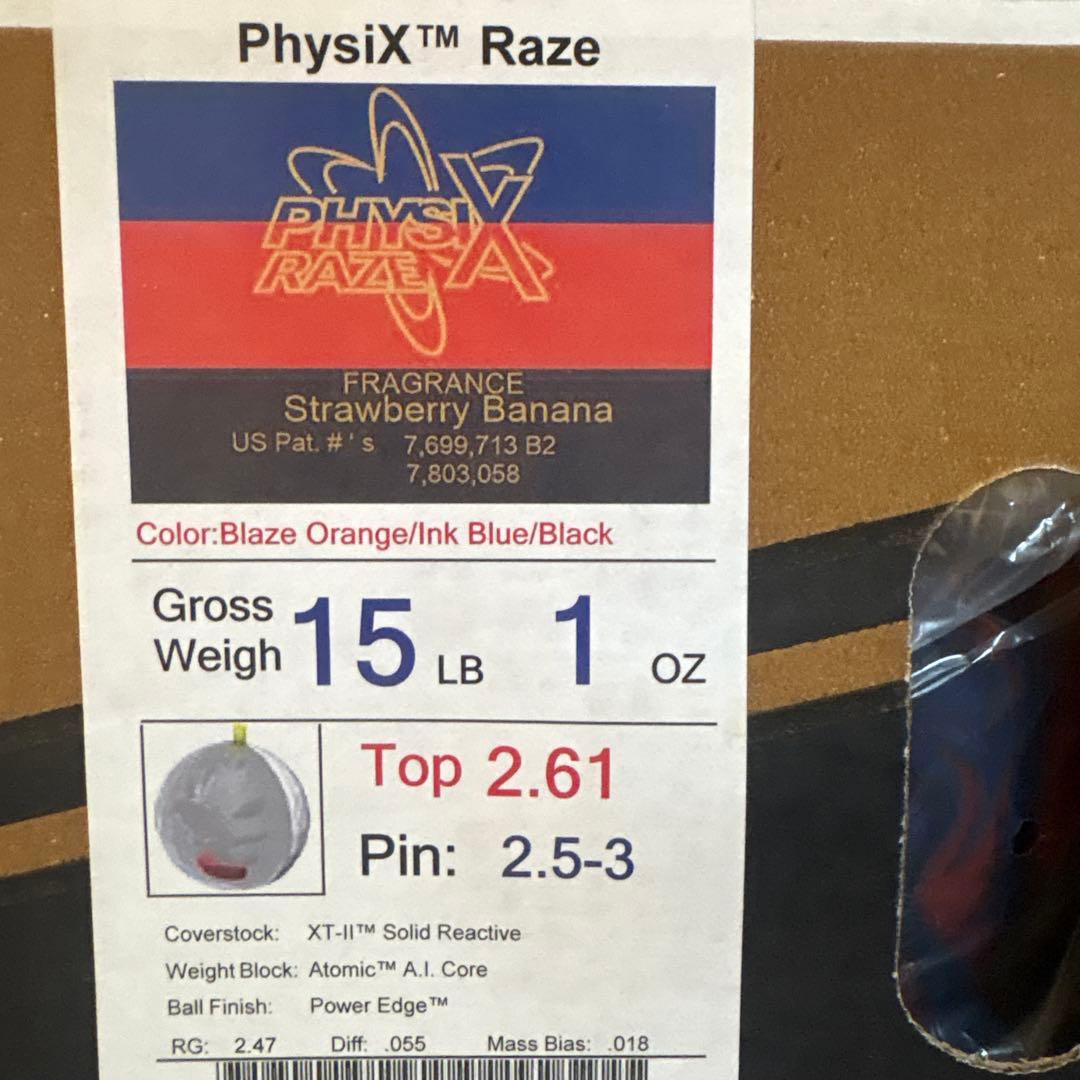 PhysiX™ Raze
PHYSIX
RAZE
FRAGRANCE
Strawberry Banana
US Pat. #'s 7,699,713 B2
7,803,058
Color:Blaze Orange/Ink Blue/Black
Gross
Weigh 15 LB 1 OZ
Top 2.61
Pin: 2.5-3
Coverstock: XT-II™ Solid Reactive
Weight Block: Atomic™ A.I. Core
Ball Finish: Power Edge™
RG: 2.47 Diff: .055 Mass Bias: .018